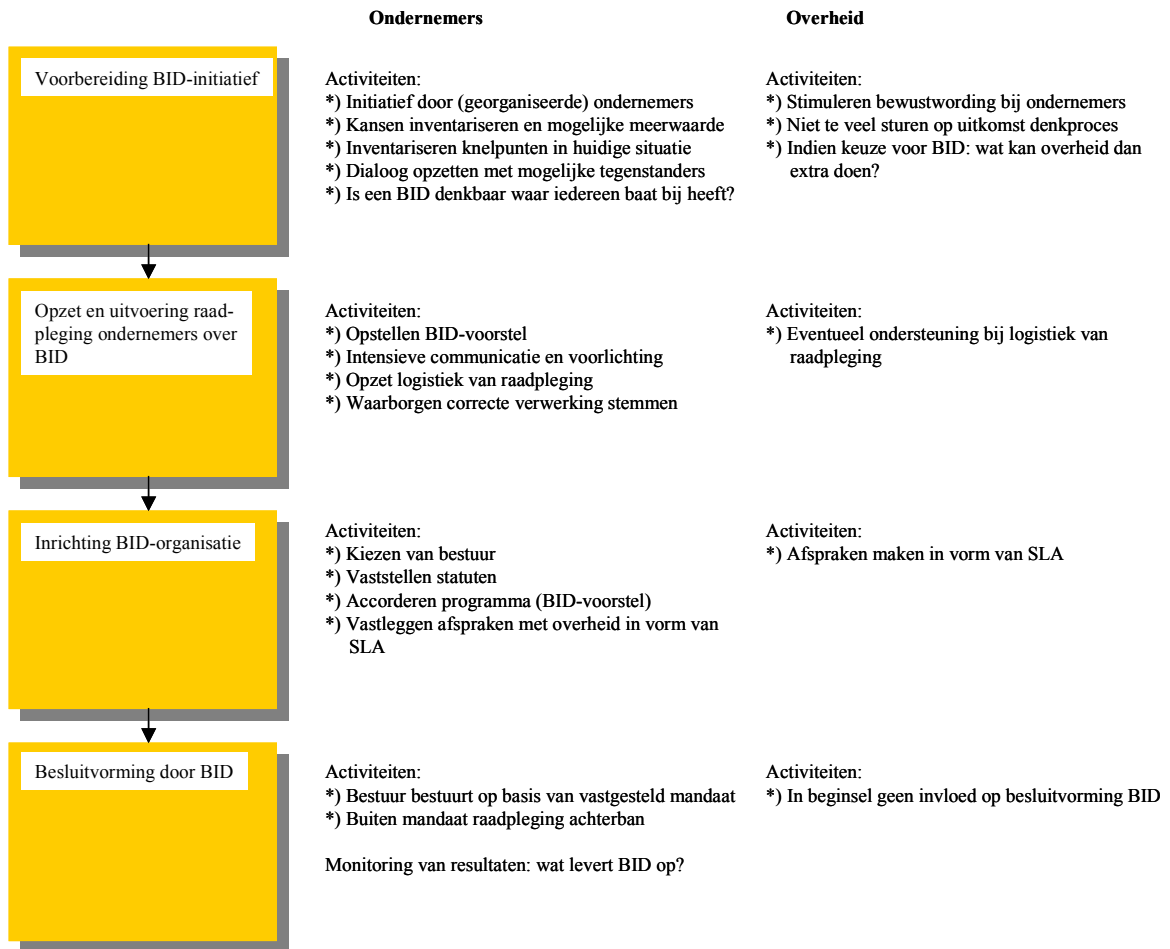 Ondernemers
Overheid
Voorbereiding BID-initiatief
Activiteiten:
*) Initiatief door (georganiseerde) ondernemers
*) Kansen inventariseren en mogelijke meerwaarde
*) Inventariseren knelpunten in huidige situatie
*) Dialoog opzetten met mogelijke tegenstanders
*) Is een BID denkbaar waar iedereen baat bij heeft?
Activiteiten:
*) Stimuleren bewustwording bij ondernemers
*) Niet te veel sturen op uitkomst denkproces
*) Indien keuze voor BID: wat kan overheid dan
extra doen?
Opzet en uitvoering raad-
pleging ondernemers over
BID
Activiteiten:
*) Opstellen BID-voorstel
*) Intensieve communicatie en voorlichting
*) Opzet logistiek van raadpleging
*) Waarborgen correcte verwerking stemmen
Activiteiten:
*) Eventueel ondersteuning bij logistiek van
raadpleging
Inrichting BID-organisatie
Activiteiten:
*) Kiezen van bestuur
*) Vaststellen statuten
*) Accorderen programma (BID-voorstel)
*) Vastleggen afspraken met overheid in vorm van
SLA
Activiteiten:
*) Afspraken maken in vorm van SLA
Besluitvorming door BID
Activiteiten:
*) Bestuur bestuurt op basis van vastgesteld mandaat
*) Buiten mandaat raadpleging achterban
Monitoring van resultaten: wat levert BID op?
Activiteiten:
*) In beginsel geen invloed op besluitvorming BID